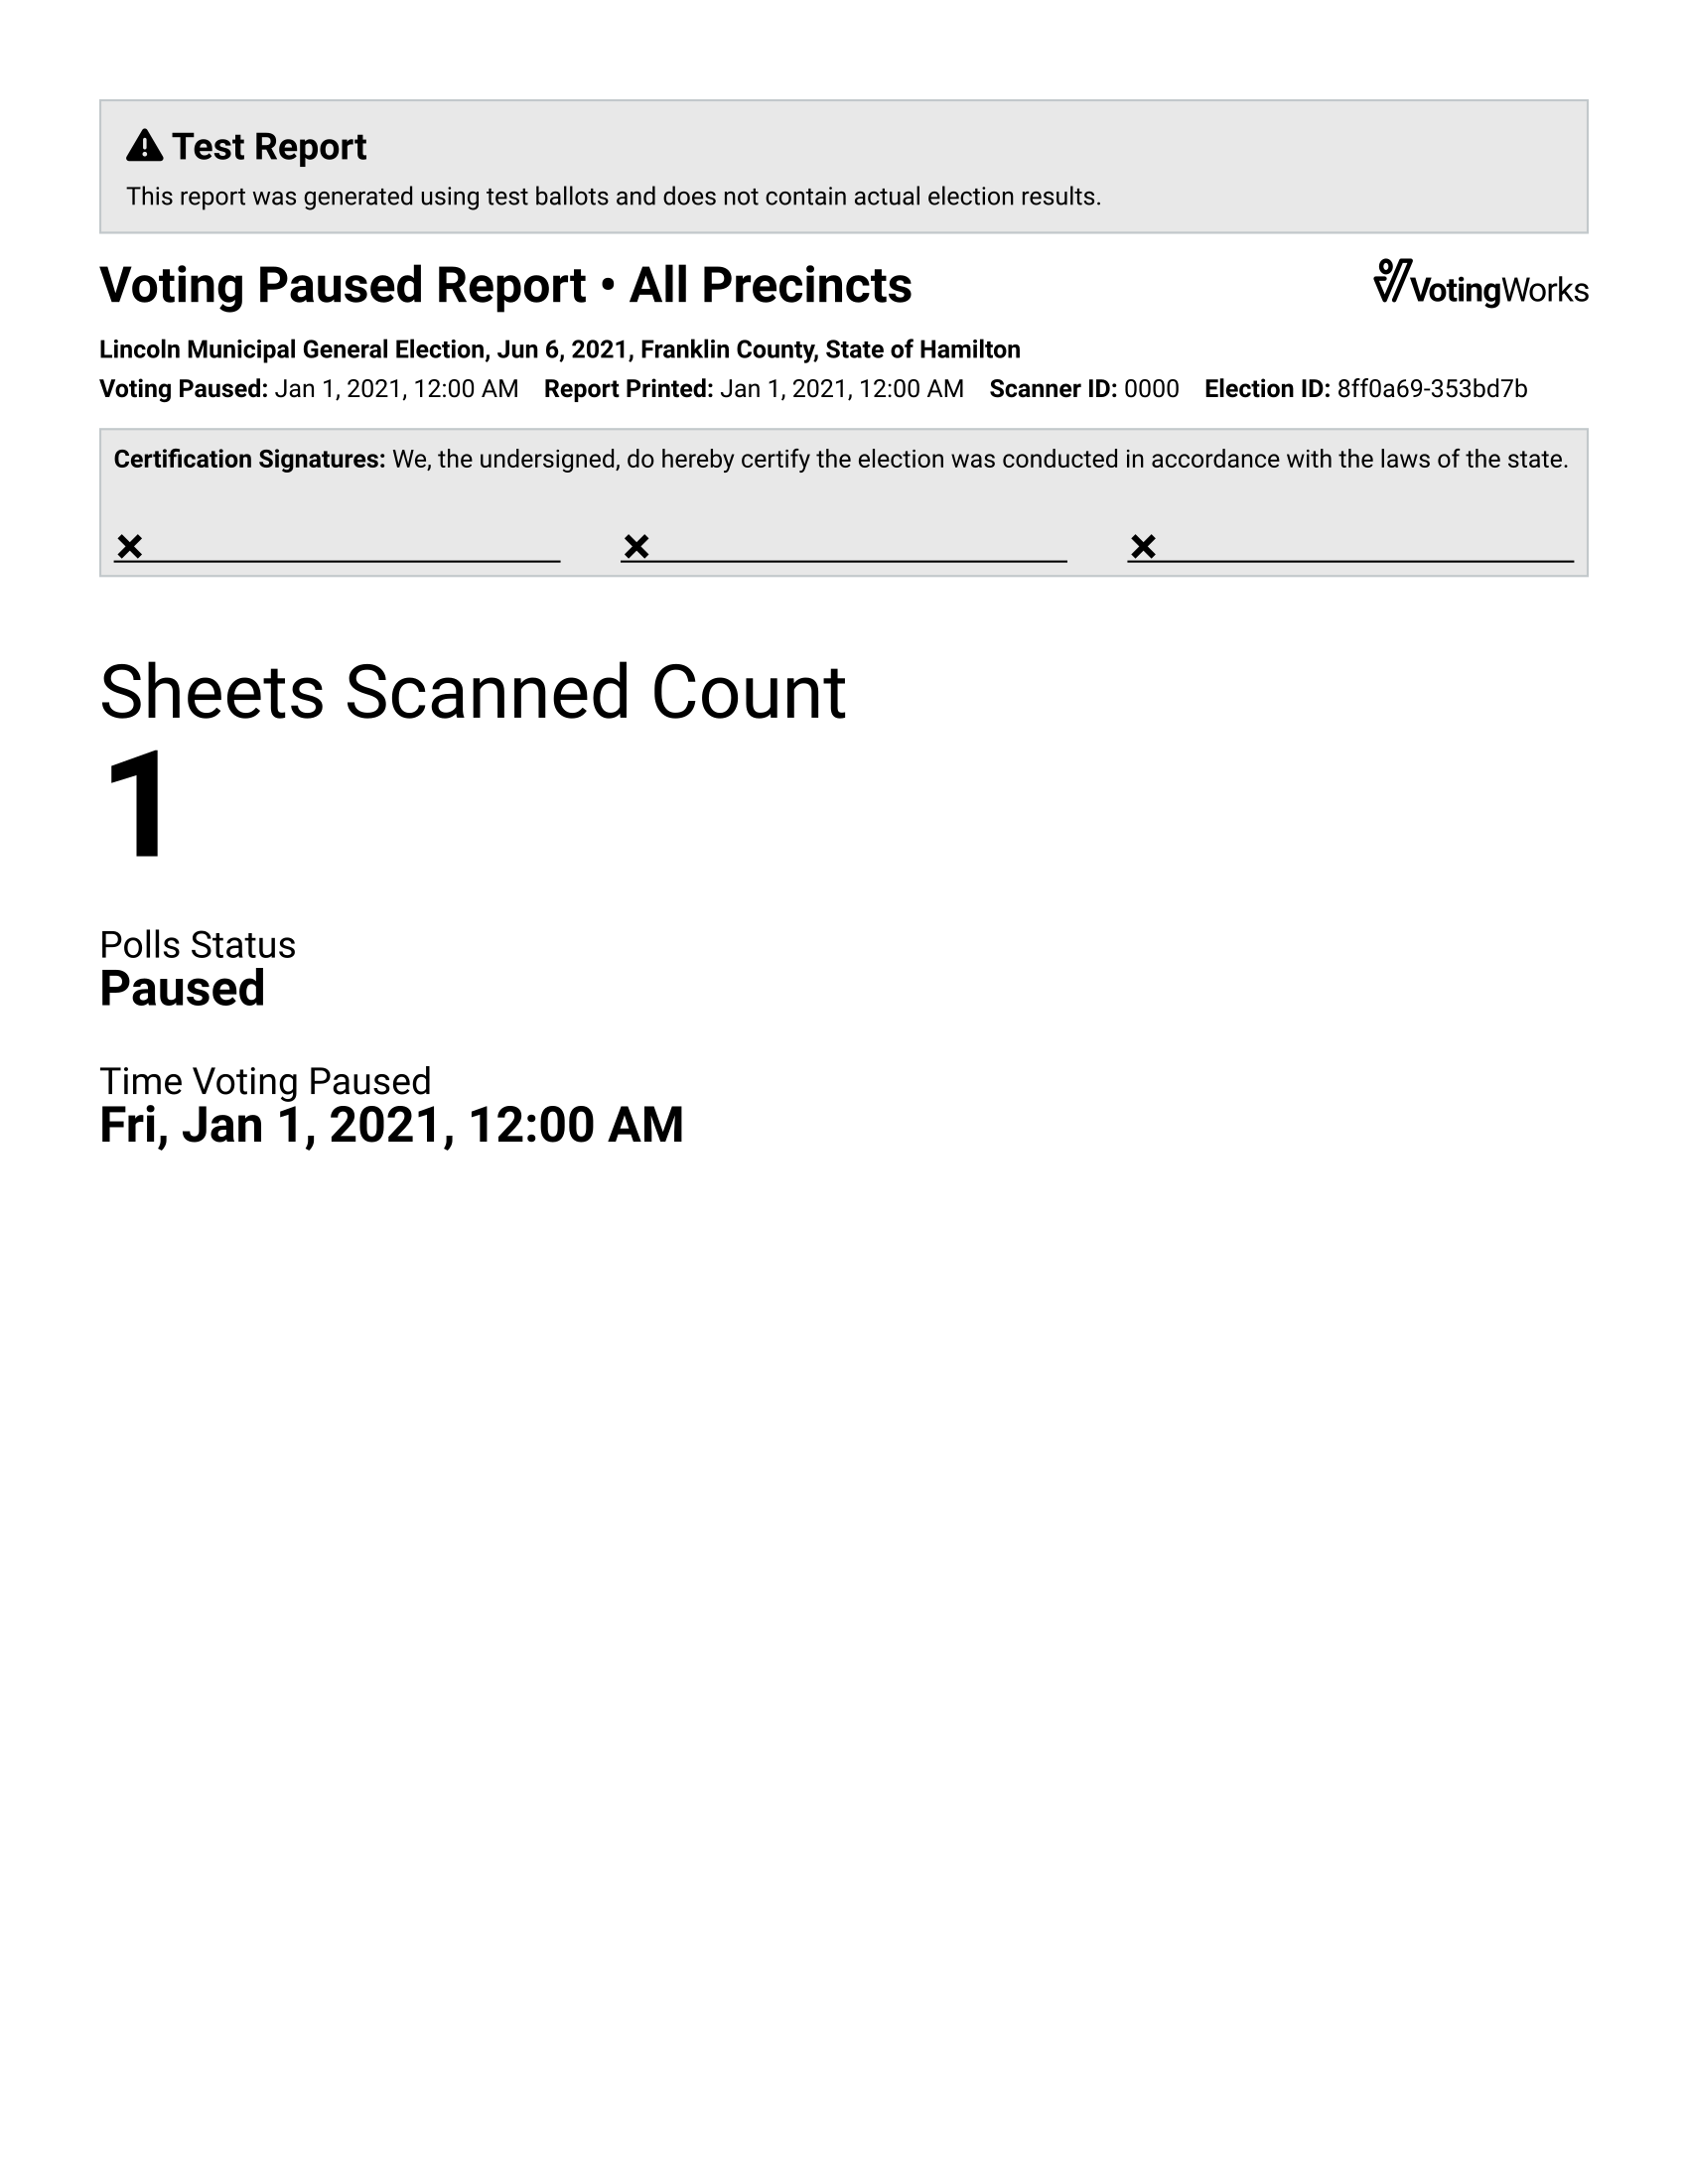 Test Report
This report was generated using test ballots and does not contain actual election results.
Voting Paused Report • All Precincts
VotingWorks
Lincoln Municipal General Election, Jun 6, 2021, Franklin County, State of Hamilton
Voting Paused: Jan 1, 2021, 12:00 AM Report Printed: Jan 1, 2021, 12:00 AM Scanner ID: 0000 Election ID: 8ff0a69-353bd7b
Certification Signatures: We, the undersigned, do hereby certify the election was conducted in accordance with the laws of the state.
Sheets Scanned Count
1
Polls Status
Paused
Time Voting Paused
Fri, Jan 1, 2021, 12:00 AM